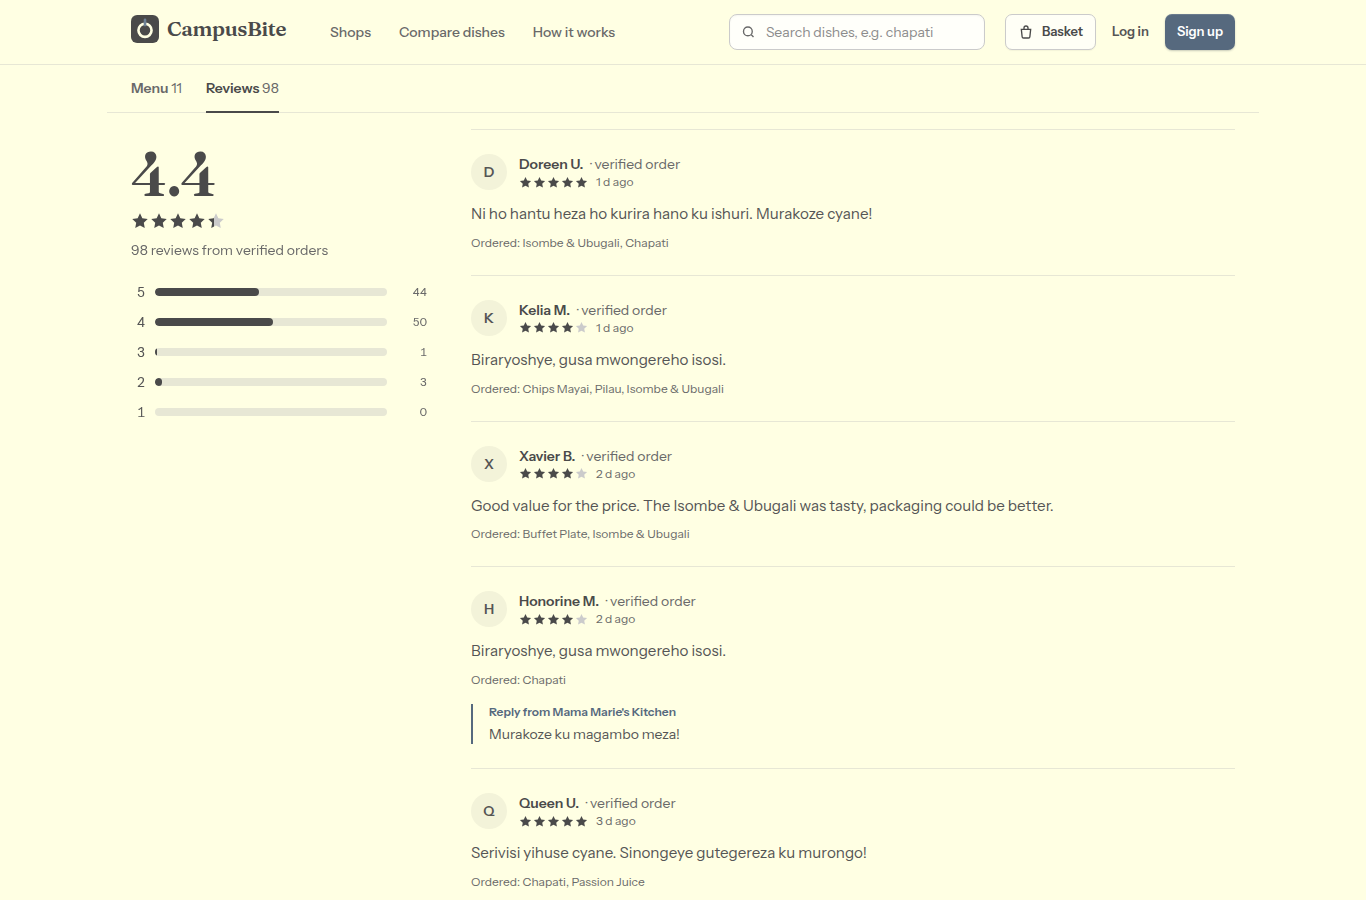 CampusBite
Shops
Compare dishes
How it works
Search dishes, e.g. chapati
Basket
Log in
Sign up
Menu 11
Reviews 98
4.4
98 reviews from verified orders
5 44
4 50
3 1
2 3
1 0
D
Doreen U. · verified order
1 d ago
Ni ho hantu heza ho kurira hano ku ishuri. Murakoze cyane!
Ordered: Isombe & Ubugali, Chapati
K
Kelia M. · verified order
1 d ago
Biraryoshye, gusa mwongereho isosi.
Ordered: Chips Mayai, Pilau, Isombe & Ubugali
X
Xavier B. · verified order
2 d ago
Good value for the price. The Isombe & Ubugali was tasty, packaging could be better.
Ordered: Buffet Plate, Isombe & Ubugali
H
Honorine M. · verified order
2 d ago
Biraryoshye, gusa mwongereho isosi.
Ordered: Chapati
Reply from Mama Marie's Kitchen
Murakoze ku magambo meza!
Q
Queen U. · verified order
3 d ago
Serivisi yihuse cyane. Sinongeye gutegereza ku murongo!
Ordered: Chapati, Passion Juice